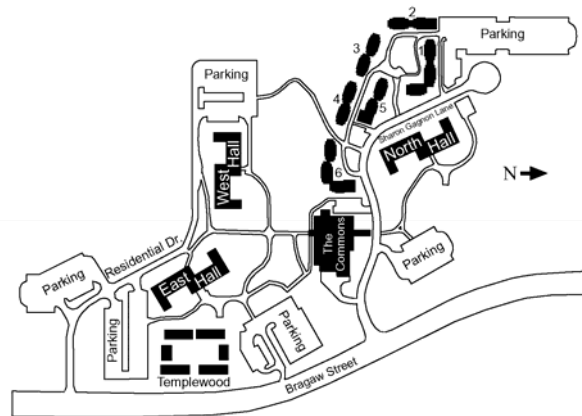 2
Parking
3
1
Parking
4
5
Sharon Gagnon Lane
North
Hall
N
West
Hall
6
The
Commons
Residential Dr.
Parking
East
Hall
Parking
Parking
Parking
Templewood
Bragaw Street